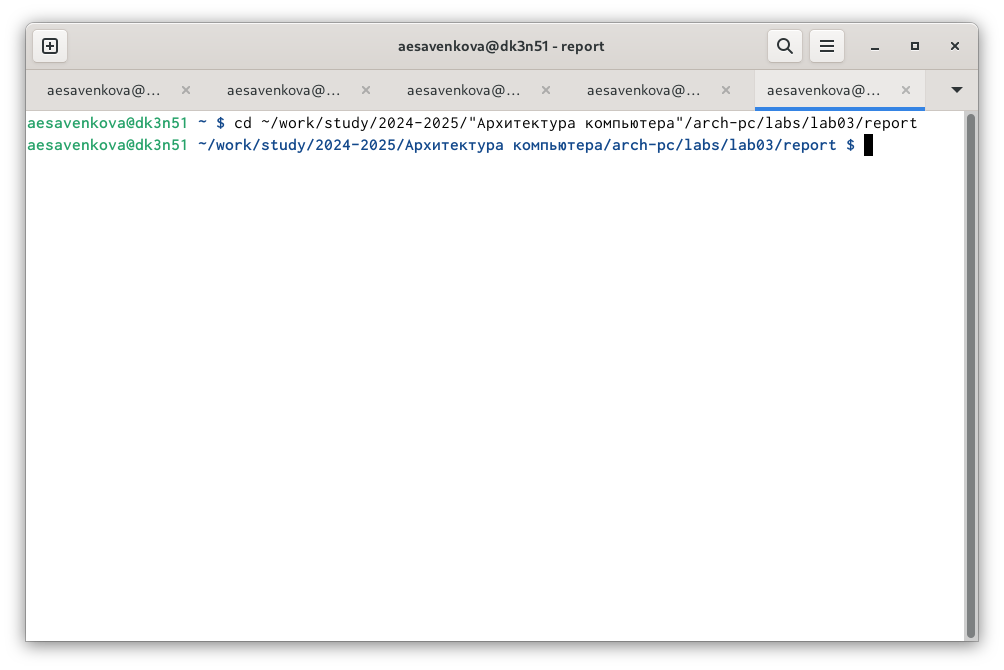 aesavenkova@dk3n51 - report
aesavenkova@... aesavenkova@... aesavenkova@... aesavenkova@... aesavenkova@...
aesavenkova@dk3n51 ~ $ cd ~/work/study/2024-2025/"Архитектура компьютера"/arch-pc/labs/lab03/report
aesavenkova@dk3n51 ~/work/study/2024-2025/Архитектура компьютера/arch-pc/labs/lab03/report $